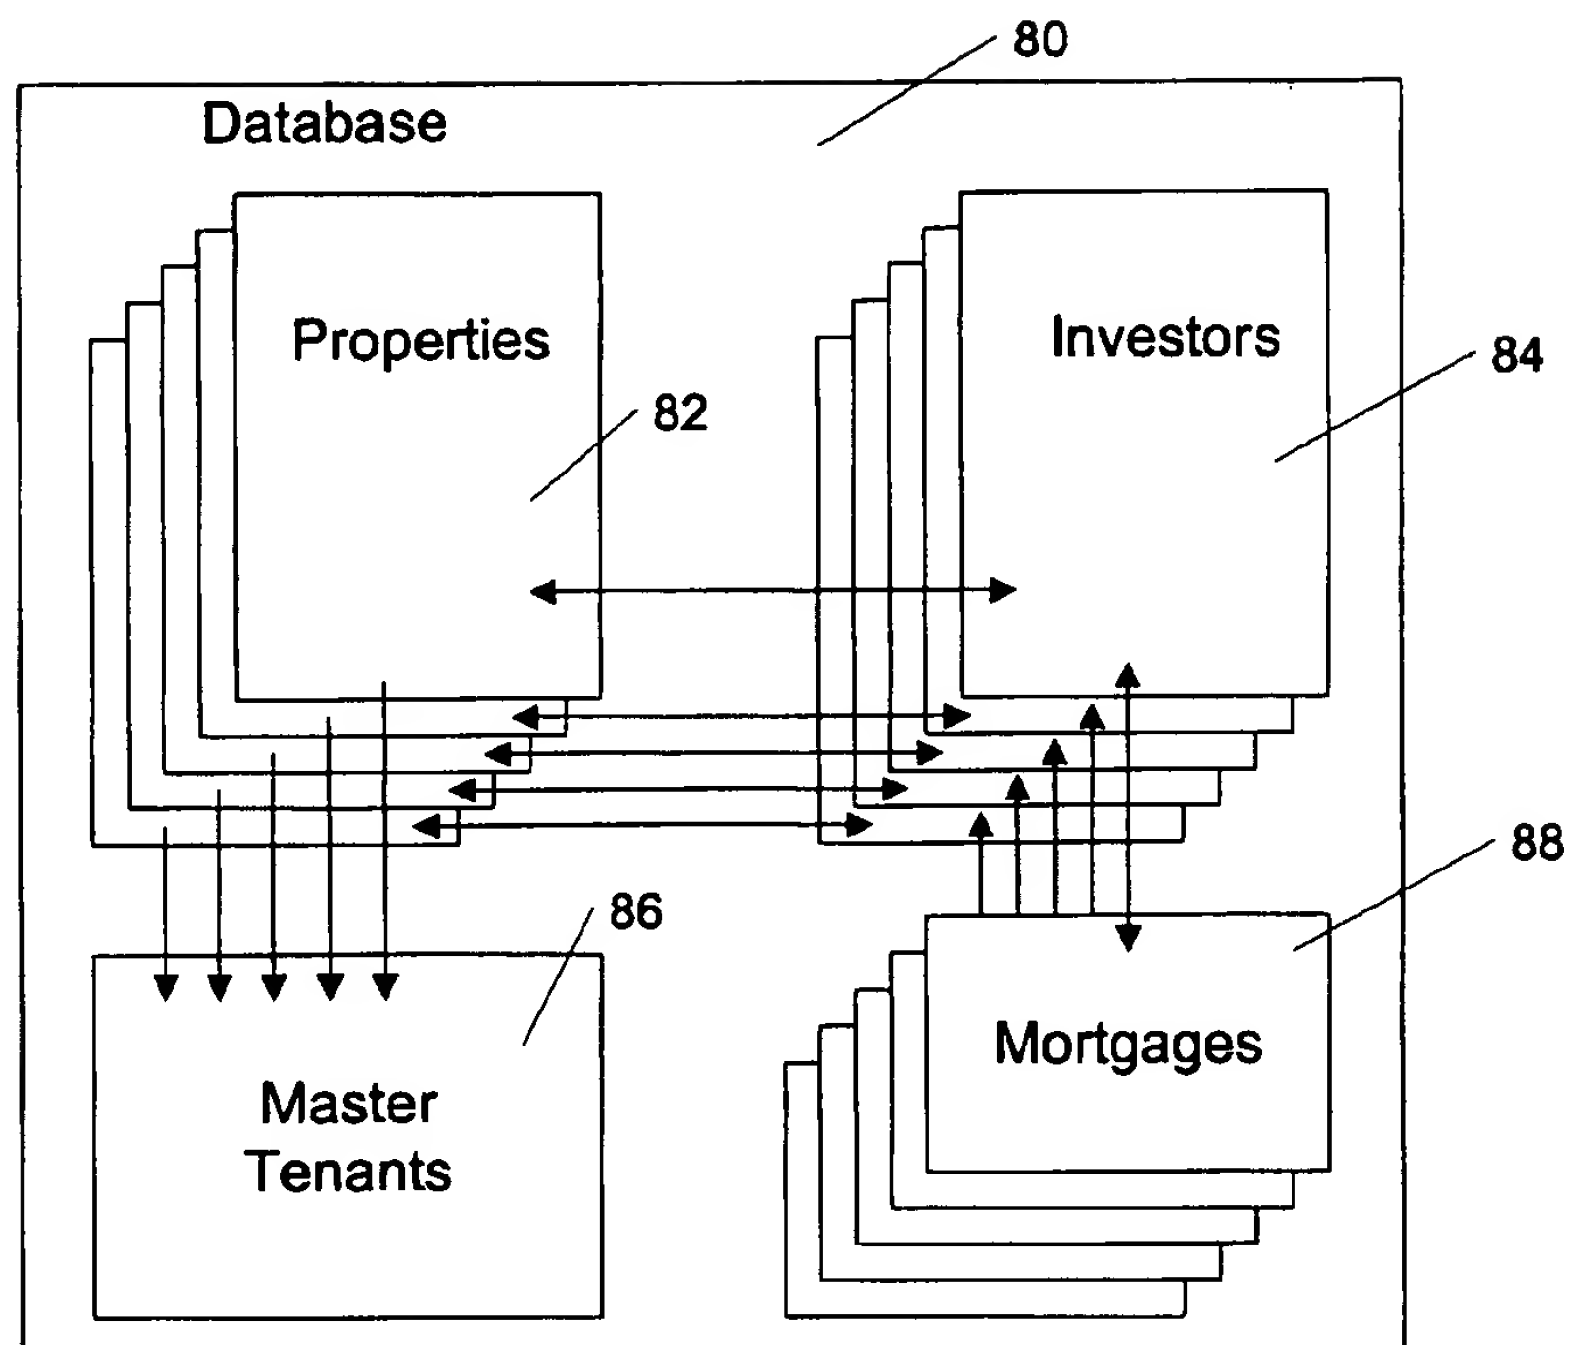 80
Database
Properties
Investors
84
82
88
86
Mortgages
Master
Tenants